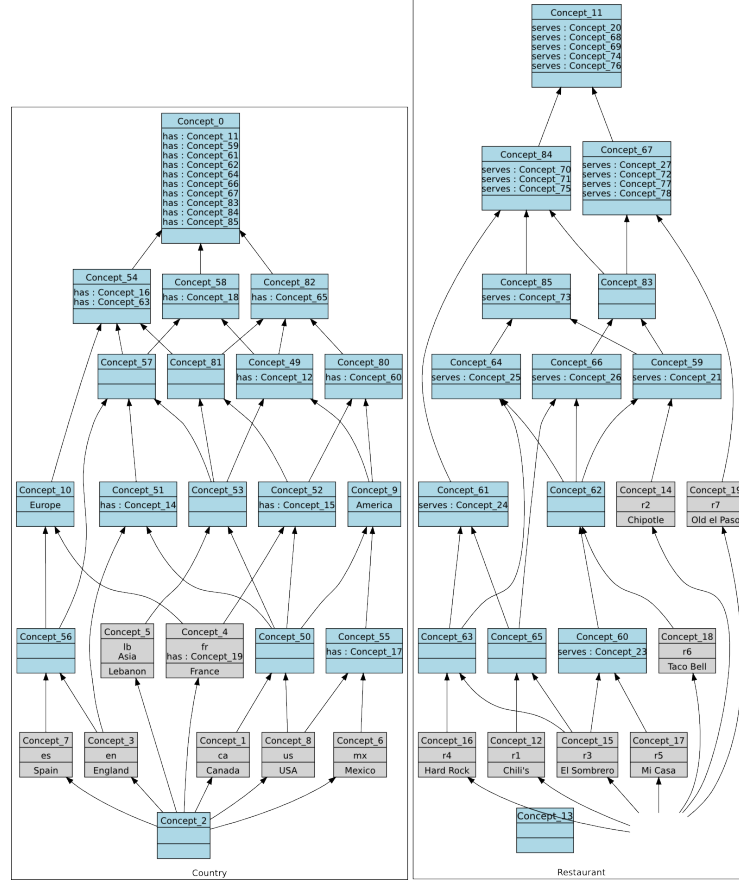 Concept_11
serves : Concept_20
serves : Concept_68
serves : Concept_69
serves : Concept_74
serves : Concept_76
Concept_0
has : Concept_11
has : Concept_59
has : Concept_61
has : Concept_62
has : Concept_64
has : Concept_66
has : Concept_67
has : Concept_83
has : Concept_84
has : Concept_85
Concept_54
has : Concept_16
has : Concept_63
Concept_58
has : Concept_18
Concept_82
has : Concept_65
Concept_57
Concept_81
Concept_49
has : Concept_12
Concept_80
has : Concept_60
Concept_10
Europe
Concept_51
has : Concept_14
Concept_53
Concept_52
has : Concept_15
Concept_9
America
Concept_56
Concept_5
lb
Asia
Lebanon
Concept_4
fr
has : Concept_19
France
Concept_50
Concept_55
has : Concept_17
Concept_7
es
Spain
Concept_3
en
England
Concept_1
ca
Canada
Concept_8
us
USA
Concept_6
mx
Mexico
Concept_2
Country
Concept_84
serves : Concept_70
serves : Concept_71
serves : Concept_75
Concept_67
serves : Concept_27
serves : Concept_72
serves : Concept_77
serves : Concept_78
Concept_85
serves : Concept_73
Concept_83
Concept_64
serves : Concept_25
Concept_66
serves : Concept_26
Concept_59
serves : Concept_21
Concept_61
serves : Concept_24
Concept_62
Concept_14
r2
Chipotle
Concept_19
r7
Old el Paso
Concept_63
Concept_65
Concept_60
serves : Concept_23
Concept_18
r6
Taco Bell
Concept_16
r4
Hard Rock
Concept_12
r1
Chili's
Concept_15
r3
El Sombrero
Concept_17
r5
Mi Casa
Concept_13
Restaurant